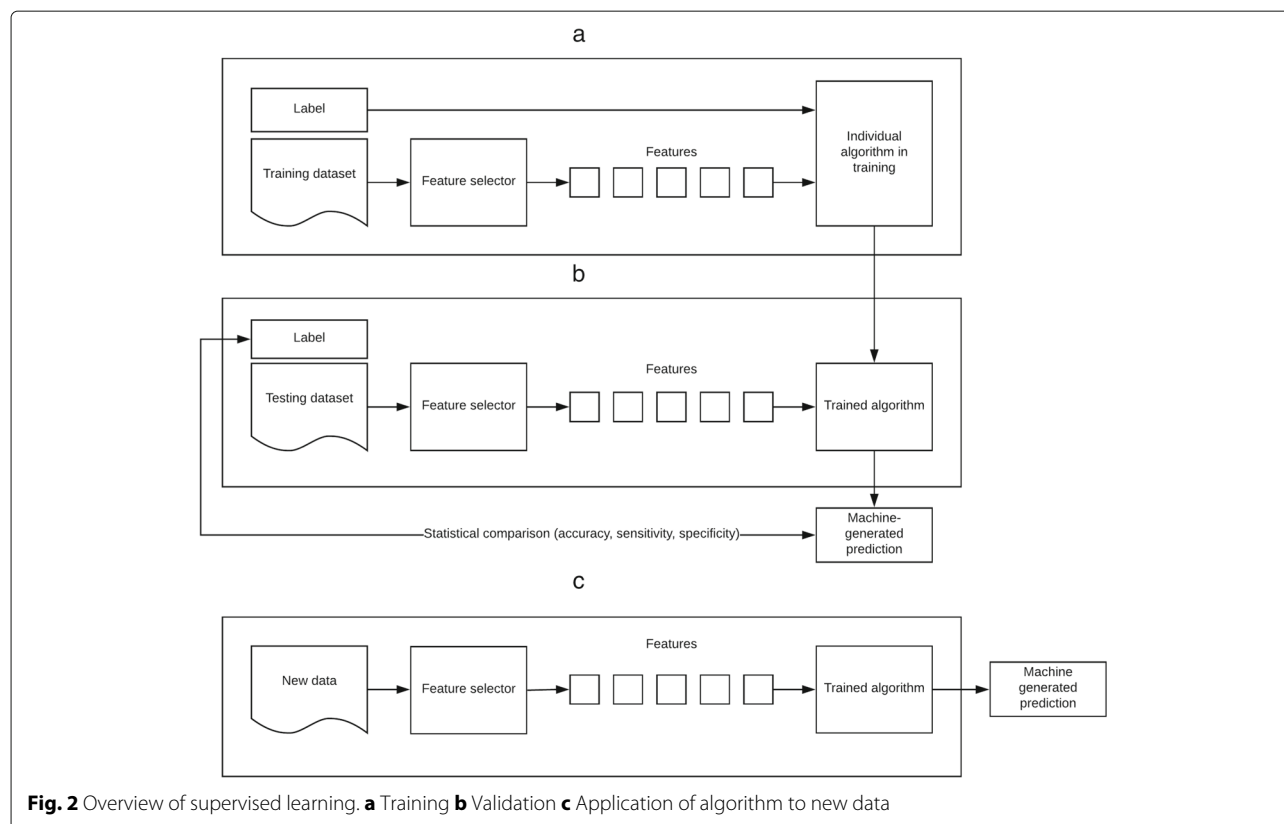 a
Label
Training dataset
Feature selector
Features
Individual
algorithm in
training
b
Label
Testing dataset
Feature selector
Features
Trained algorithm
Statistical comparison (accuracy, sensitivity, specificity)
Machine-
generated
prediction
c
New data
Feature selector
Features
Trained algorithm
Machine
generated
prediction
Fig. 2 Overview of supervised learning. a Training b Validation c Application of algorithm to new data